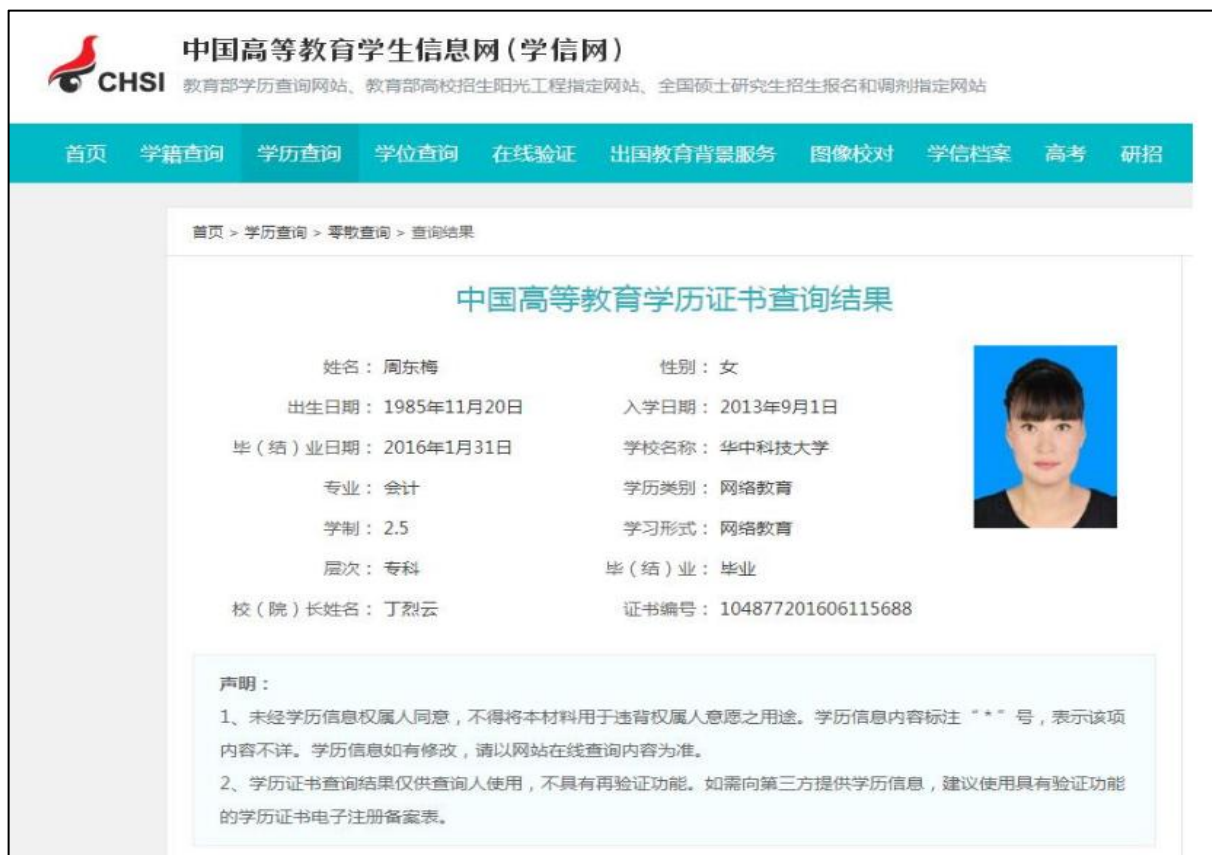 中国高等教育学生信息网(学信网)
CHSI 教育部学历查询网站、教育部高校招生阳光工程指定网站、全国硕士研究生招生报名和调剂指定网站
首页 学籍查询 学历查询 学位查询 在线验证 出国教育背景服务 图像校对 学信档案 高考 研招
首页 > 学历查询 > 零散查询 > 查询结果
中国高等教育学历证书查询结果
姓名： 周东梅 性别： 女
出生日期： 1985年11月20日 入学日期： 2013年9月1日
毕（结）业日期： 2016年1月31日 学校名称： 华中科技大学
专业： 会计 学历类别： 网络教育
学制： 2.5 学习形式： 网络教育
层次： 专科 毕（结）业： 毕业
校（院）长姓名： 丁烈云 证书编号： 104877201606115688
声明：
1、未经学历信息权属人同意，不得将本材料用于违背权属人意愿之用途。学历信息内容标注“*”号，表示该项
内容不详。学历信息如有修改，请以网站在线查询内容为准。
2、学历证书查询结果仅供查询人使用，不具有再验证功能。如需向第三方提供学历信息，建议使用具有验证功能
的学历证书电子注册备案表。